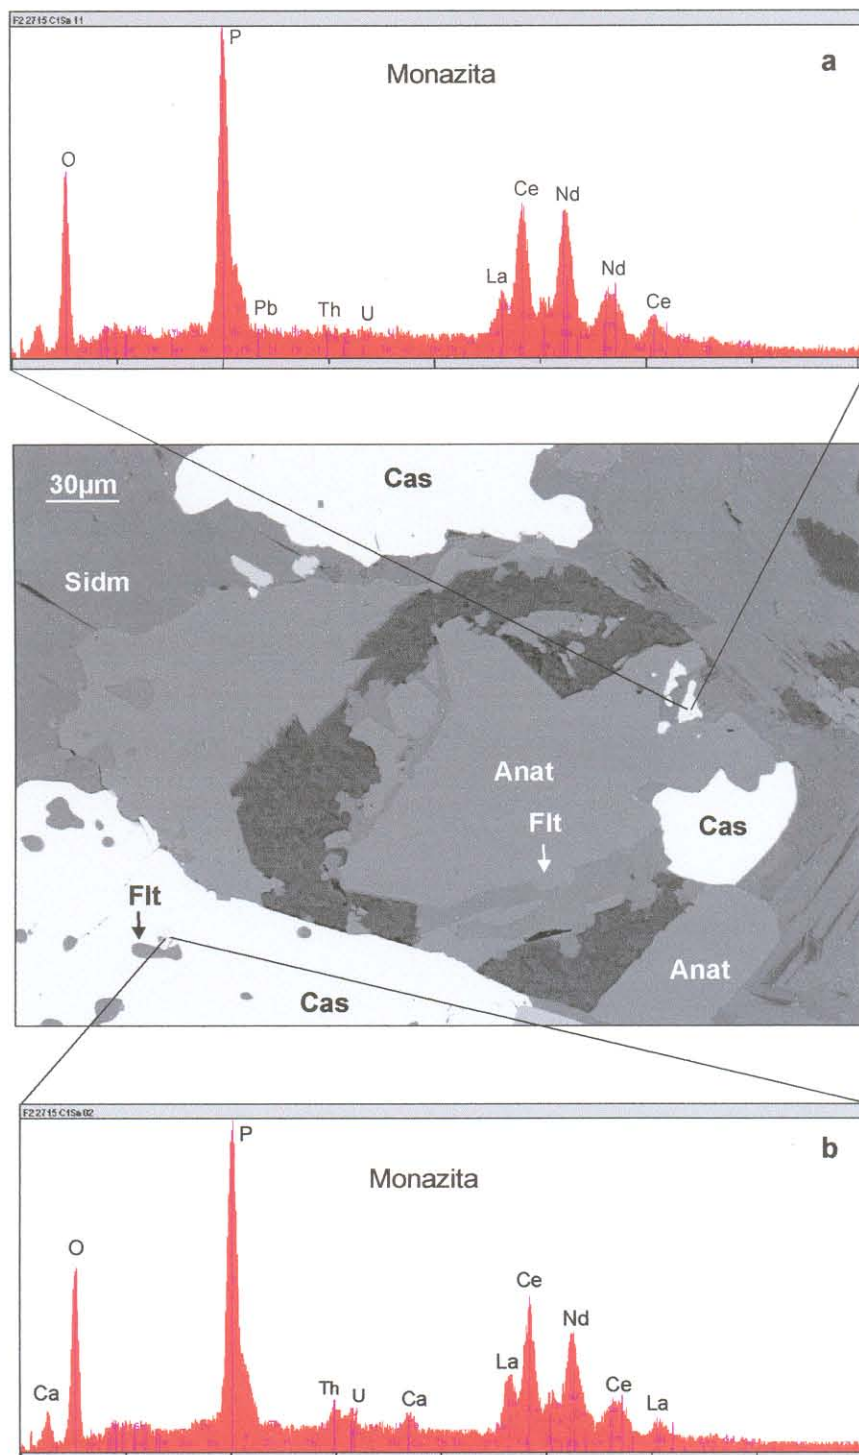 F2 2715 C1Sa 11
P
Monazita
a
O
Ce
Nd
La
Nd
Ce
Pb
Th
U
30µm
Cas
Sidm
Anat
Flt
Cas
Flt
Anat
Cas
F2 2715 C1Sa 02
P
b
Monazita
O
Ce
Nd
La
Ce
La
Ca
Th
U
Ca